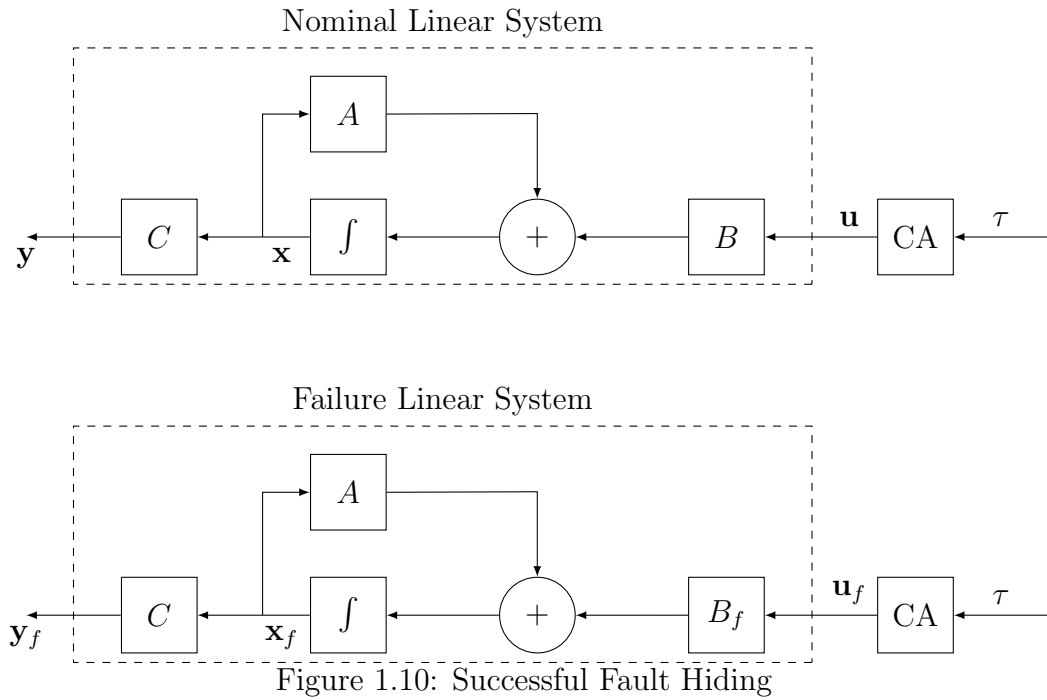 Nominal Linear System
A
C
∫
+
B
CA
y
x
u
τ
Failure Linear System
A
C
∫
+
B_f
CA
y_f
x_f
u_f
τ
Figure 1.10: Successful Fault Hiding